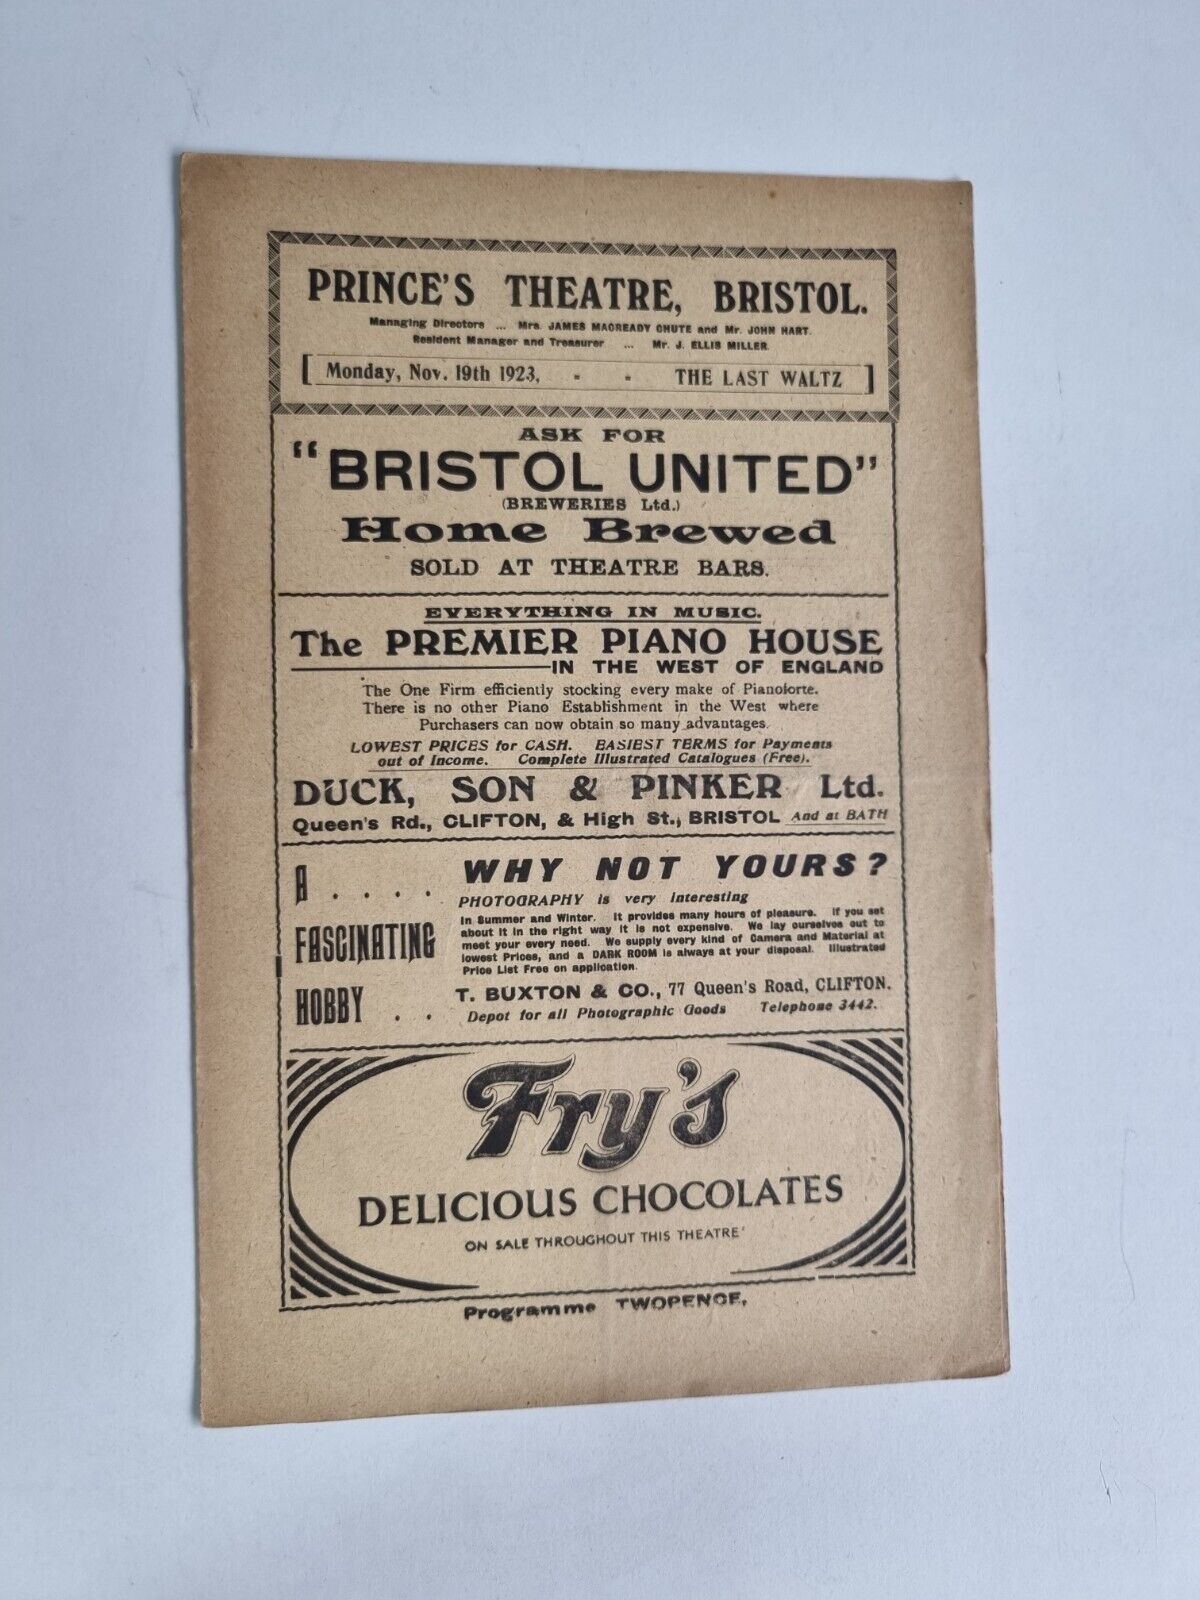 PRINCE'S THEATRE, BRISTOL.
Managing Directors ... Mrs. JAMES MACREADY CHUTE and Mr. JOHN HART.
Resident Manager and Treasurer ... Mr. J. ELLIS MILLER.
[ Monday, Nov. 19th 1923, - - THE LAST WALTZ ]
ASK FOR
"BRISTOL UNITED"
(BREWERIES Ltd.)
Home Brewed
SOLD AT THEATRE BARS.
EVERYTHING IN MUSIC.
The PREMIER PIANO HOUSE
IN THE WEST OF ENGLAND
The One Firm efficiently stocking every make of Pianoforte.
There is no other Piano Establishment in the West where
Purchasers can now obtain so many advantages.
LOWEST PRICES for CASH. EASIEST TERMS for Payments
out of Income. Complete Illustrated Catalogues (Free).
DUCK, SON & PINKER Ltd.
Queen's Rd., CLIFTON, & High St., BRISTOL And at BATH
A . . . .
FASCINATING
HOBBY . .
WHY NOT YOURS?
PHOTOGRAPHY is very interesting
In Summer and Winter. It provides many hours of pleasure. If you set
about it in the right way it is not expensive. We lay ourselves out to
meet your every need. We supply every kind of Camera and Material at
lowest Prices, and a DARK ROOM is always at your disposal. Illustrated
Price List Free on application.
T. BUXTON & CO., 77 Queen's Road, CLIFTON.
Depot for all Photographic Goods Telephone 3442.
Fry's
DELICIOUS CHOCOLATES
ON SALE THROUGHOUT THIS THEATRE
Programme TWOPENCE,